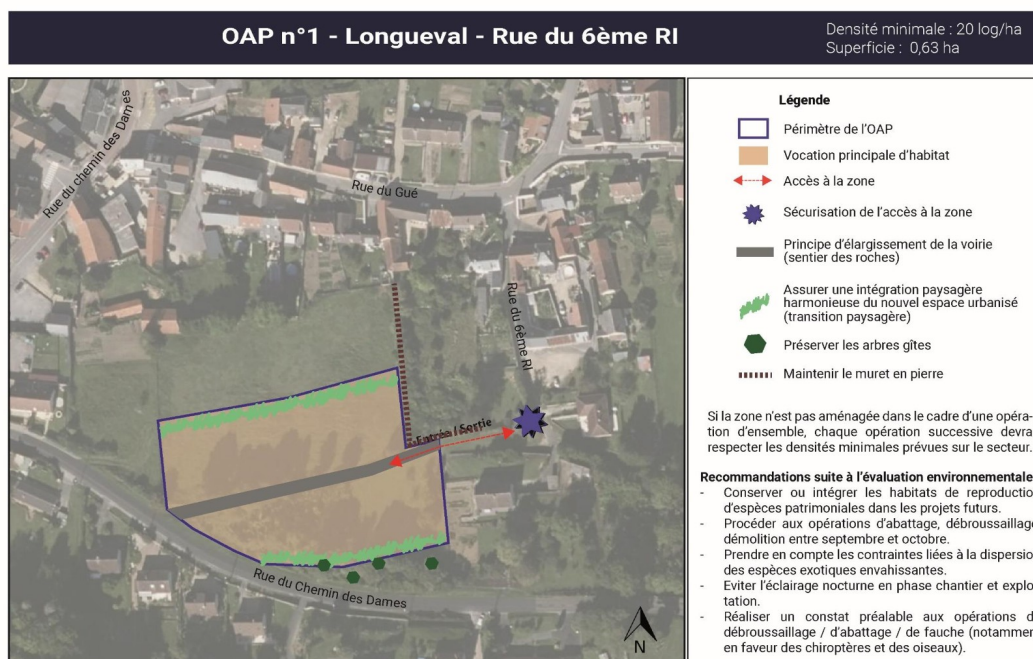 OAP n°1 - Longueval - Rue du 6ème RI
Densité minimale : 20 log/ha
Superficie : 0,63 ha
Rue du chemin des Dames
Rue du Gué
Rue du 6ème RI
Entrée / Sortie
Rue du Chemin des Dames
N
Légende
Périmètre de l'OAP
Vocation principale d'habitat
Accès à la zone
Sécurisation de l'accès à la zone
Principe d'élargissement de la voirie
(sentier des roches)
Assurer une intégration paysagère
harmonieuse du nouvel espace urbanisé
(transition paysagère)
Préserver les arbres gîtes
Maintenir le muret en pierre
Si la zone n'est pas aménagée dans le cadre d'une opéra-
tion d'ensemble, chaque opération successive devra
respecter les densités minimales prévues sur le secteur.
Recommandations suite à l'évaluation environnementale
- Conserver ou intégrer les habitats de reproductio
d'espèces patrimoniales dans les projets futurs.
- Procéder aux opérations d'abattage, débroussaillage
démolition entre septembre et octobre.
- Prendre en compte les contraintes liées à la dispersio
des espèces exotiques envahissantes.
- Eviter l'éclairage nocturne en phase chantier et explo
tation.
- Réaliser un constat préalable aux opérations d
débroussaillage / d'abattage / de fauche (notammen
en faveur des chiroptères et des oiseaux).